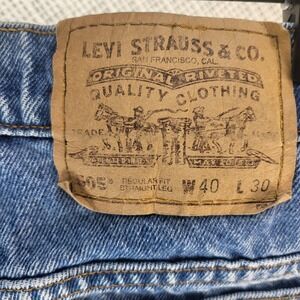 LEVI STRAUSS & CO.
SAN FRANCISCO, CAL.
ORIGINAL RIVETED
QUALITY CLOTHING
TRADE MARK
505® REGULAR FIT STRAIGHT LEG W 40 L 30